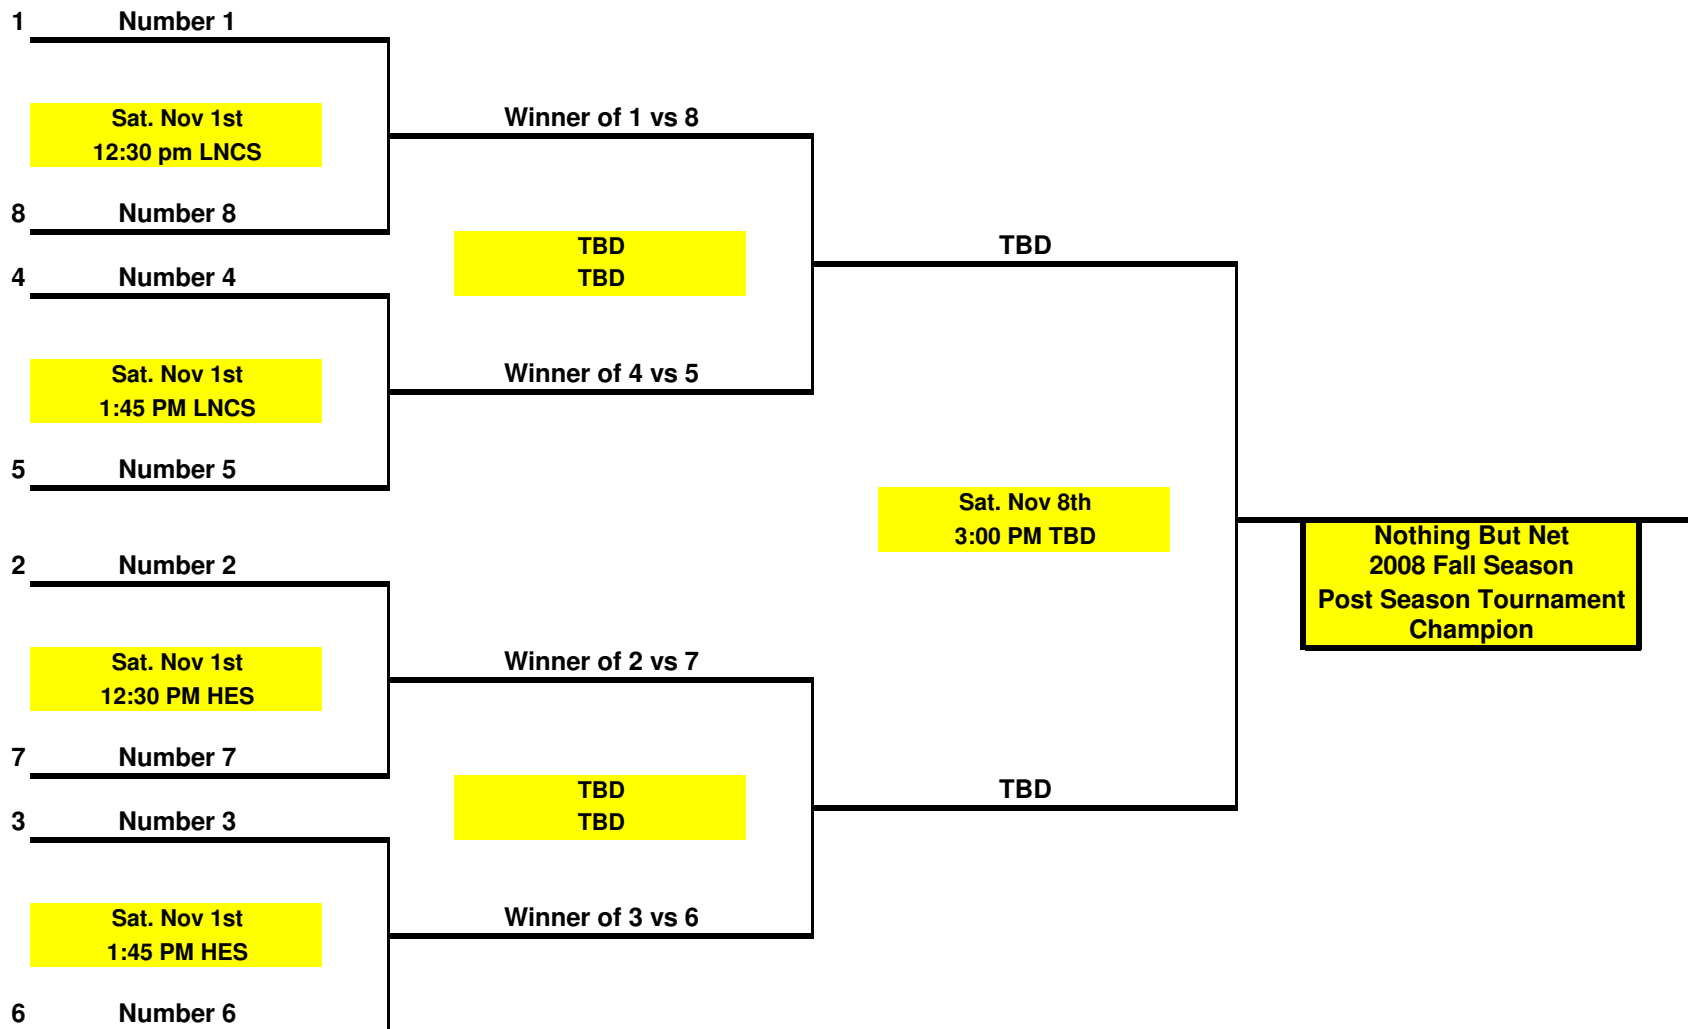 1 Number 1
Sat. Nov 1st
12:30 pm LNCS
Winner of 1 vs 8
8 Number 8
TBD
TBD
TBD
4 Number 4
Sat. Nov 1st
1:45 PM LNCS
Winner of 4 vs 5
5 Number 5
Sat. Nov 8th
3:00 PM TBD
Nothing But Net
2008 Fall Season
Post Season Tournament
Champion
2 Number 2
Sat. Nov 1st
12:30 PM HES
Winner of 2 vs 7
7 Number 7
TBD
TBD
TBD
3 Number 3
Sat. Nov 1st
1:45 PM HES
Winner of 3 vs 6
6 Number 6